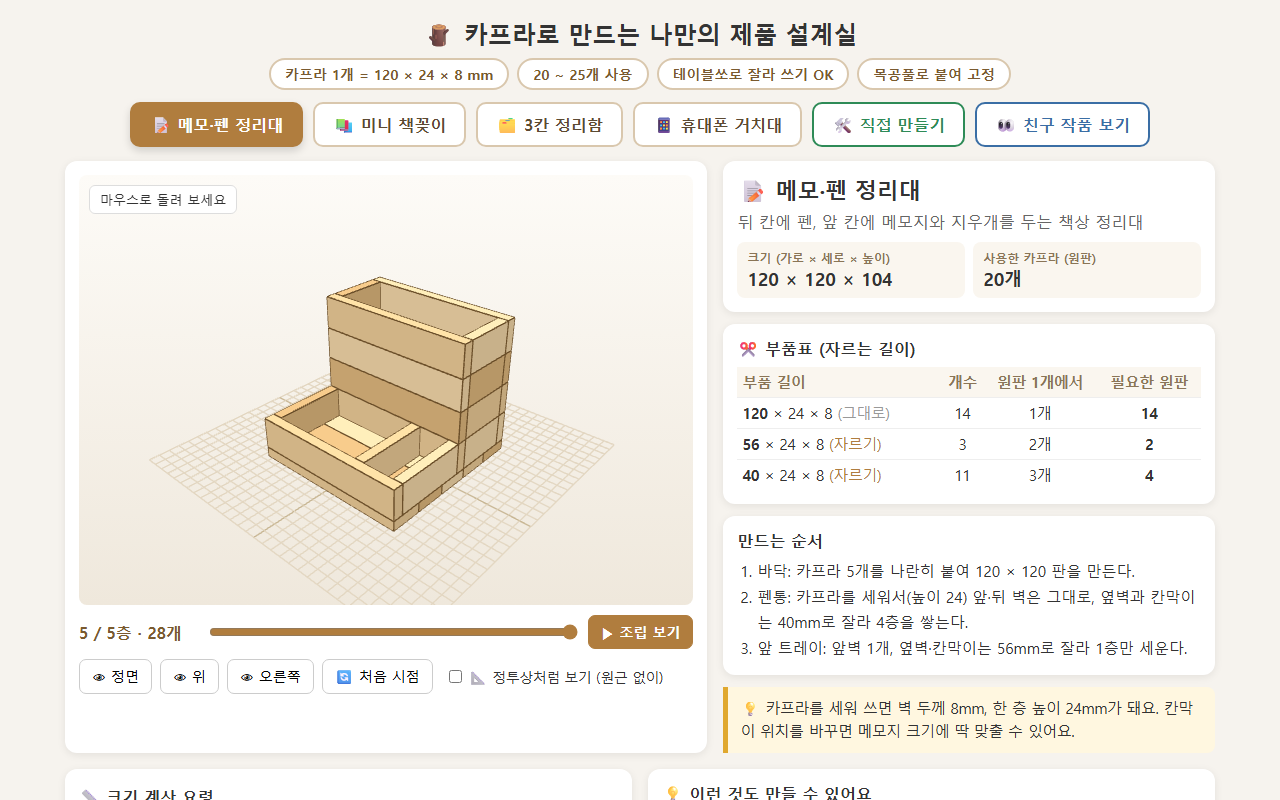 카프라로 만드는 나만의 제품 설계실
카프라 1개 = 120 × 24 × 8 mm
20 ~ 25개 사용
테이블쏘로 잘라 쓰기 OK
목공풀로 붙여 고정
메모·펜 정리대
미니 책꽂이
3칸 정리함
휴대폰 거치대
직접 만들기
친구 작품 보기
마우스로 돌려 보세요
5 / 5층 · 28개
조립 보기
정면
위
오른쪽
처음 시점
정투상처럼 보기 (원근 없이)
메모·펜 정리대
뒤 칸에 펜, 앞 칸에 메모지와 지우개를 두는 책상 정리대
크기 (가로 × 세로 × 높이)
120 × 120 × 104
사용한 카프라 (원판)
20개
부품표 (자르는 길이)
부품 길이 개수 원판 1개에서 필요한 원판
120 × 24 × 8 (그대로) 14 1개 14
56 × 24 × 8 (자르기) 3 2개 2
40 × 24 × 8 (자르기) 11 3개 4
만드는 순서
1. 바닥: 카프라 5개를 나란히 붙여 120 × 120 판을 만든다.
2. 펜통: 카프라를 세워서(높이 24) 앞·뒤 벽은 그대로, 옆벽과 칸막이
는 40mm로 잘라 4층을 쌓는다.
3. 앞 트레이: 앞벽 1개, 옆벽·칸막이는 56mm로 잘라 1층만 세운다.
카프라를 세워 쓰면 벽 두께 8mm, 한 층 높이 24mm가 돼요. 칸막
이 위치를 바꾸면 메모지 크기에 딱 맞출 수 있어요.
크기 계산 요령
이런 것도 만들 수 있어요